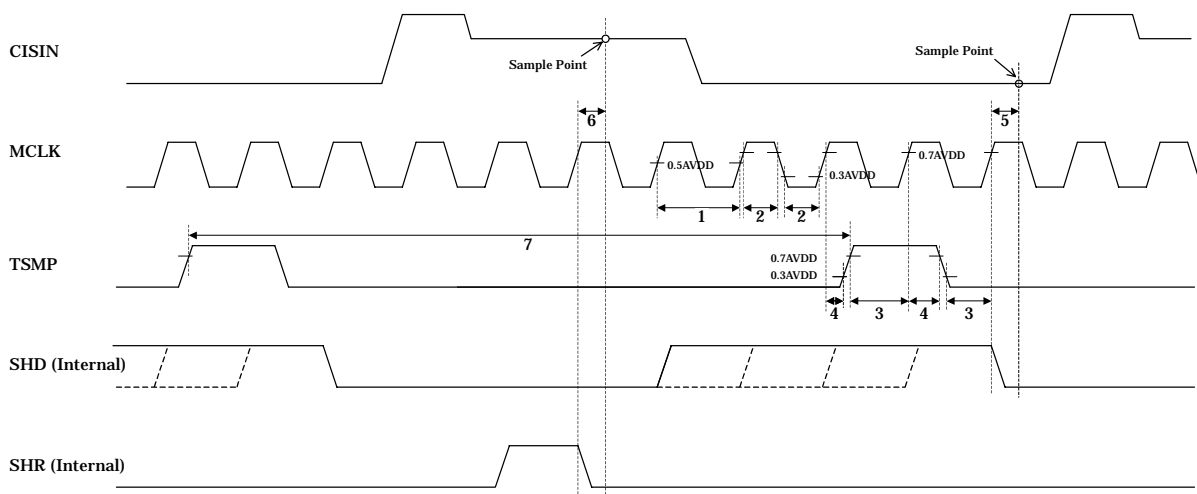 CISIN
Sample Point
Sample Point
6
5
MCLK
0.5AVDD
0.7AVDD
0.3AVDD
1
2
2
7
TSMP
0.7AVDD
0.3AVDD
4
3
4
3
SHD (Internal)
SHR (Internal)